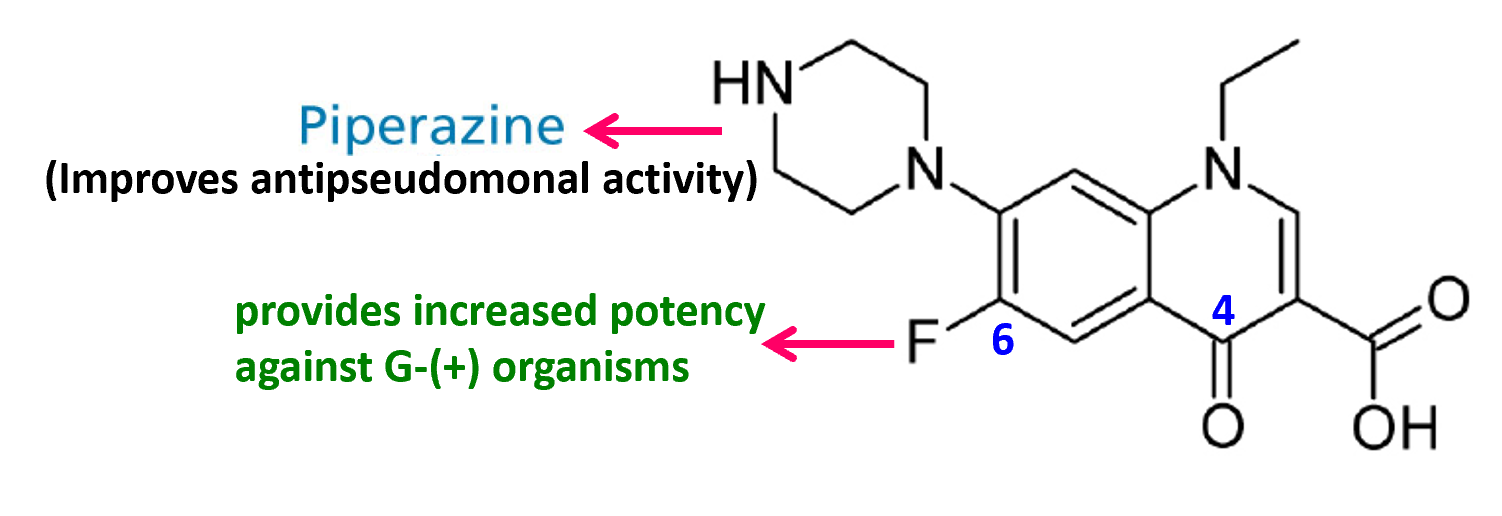 HN
Piperazine
(Improves antipseudomonal activity)
N
N
provides increased potency
against G-(+) organisms
F
6
4
O
O
OH